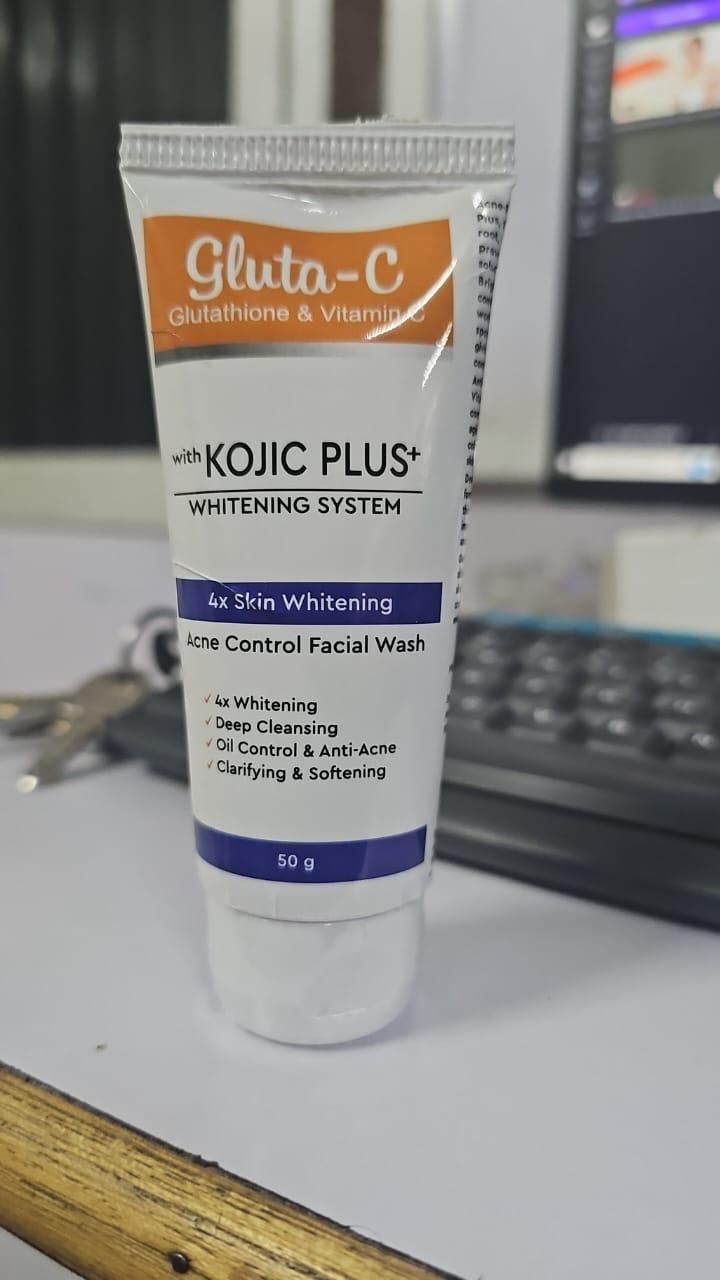 Gluta-C
Glutathione & Vitamin C
with KOJIC PLUS+
WHITENING SYSTEM
4x Skin Whitening
Acne Control Facial Wash
✓ 4x Whitening
✓ Deep Cleansing
✓ Oil Control & Anti-Acne
✓ Clarifying & Softening
50 g